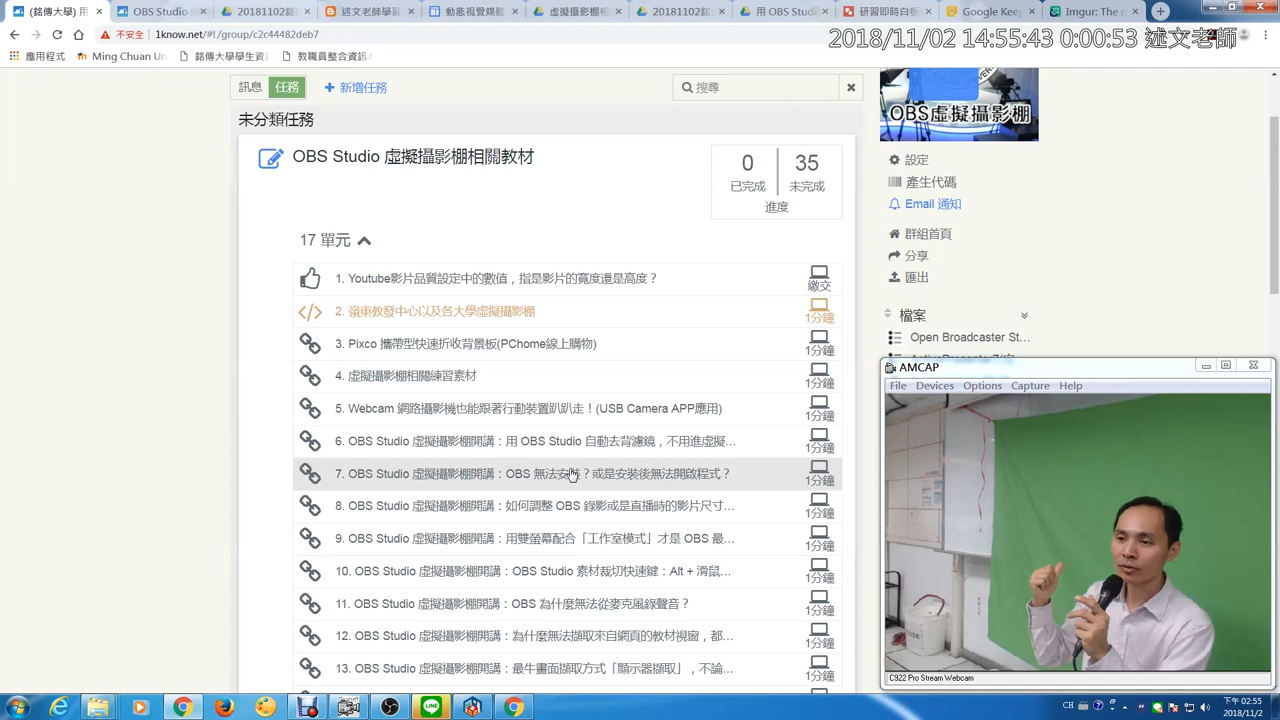 (銘傳大學) 用
OBS Studio
20181102銘
述文老師學習
動態視覺媒體
虛擬攝影棚相
20181102
用 OBS Studio
研習即時白板
Google Kee
Imgur: The m
不安全
1know.net/#!/group/c2c44482deb7
2018/11/02 14:55:43 0:00:53 述文老師
應用程式
Ming Chuan Un
銘傳大學學生資
教職員整合資訊
訊息
任務
新增任務
搜尋
未分類任務
OBS Studio 虛擬攝影棚相關教材
0
35
已完成
未完成
進度
17 單元
1. Youtube影片品質設定中的數值,指是影片的寬度還是高度?
繳交
2. 嶺東教發中心以及各大學虛擬攝影棚
1分鐘
3. Pixco 攜帶型快速折收背景板(PChome線上購物)
1分鐘
4. 虛擬攝影棚相關練習素材
1分鐘
5. Webcam 網路攝影機也能跟著行動裝置趴趴走!(USB Camera APP應用)
1分鐘
6. OBS Studio 虛擬攝影棚開講:用 OBS Studio 自動去背濾鏡,不用進虛擬...
1分鐘
7. OBS Studio 虛擬攝影棚開講:OBS 無法安裝?或是安裝後無法開啟程式?
1分鐘
8. OBS Studio 虛擬攝影棚開講:如何調整 OBS 錄影或是直播時的影片尺寸...
1分鐘
9. OBS Studio 虛擬攝影棚開講:用雙螢幕配合「工作室模式」才是 OBS 最...
1分鐘
10. OBS Studio 虛擬攝影棚開講:OBS Studio 素材裁切快速鍵:Alt + 滑鼠...
1分鐘
11. OBS Studio 虛擬攝影棚開講:OBS 為什麼無法從麥克風錄聲音?
1分鐘
12. OBS Studio 虛擬攝影棚開講:為什麼無法擷取來自網頁的教材視窗,都...
1分鐘
13. OBS Studio 虛擬攝影棚開講:最牛畫面擷取方式「顯示器擷取」,不論...
1分鐘
OBS虛擬攝影棚
設定
產生代碼
Email 通知
群組首頁
分享
匯出
檔案
Open Broadcaster St...
AMCAP
File Devices Options Capture Help
C922 Pro Stream Webcam
CH
下午 02:55
2018/11/2